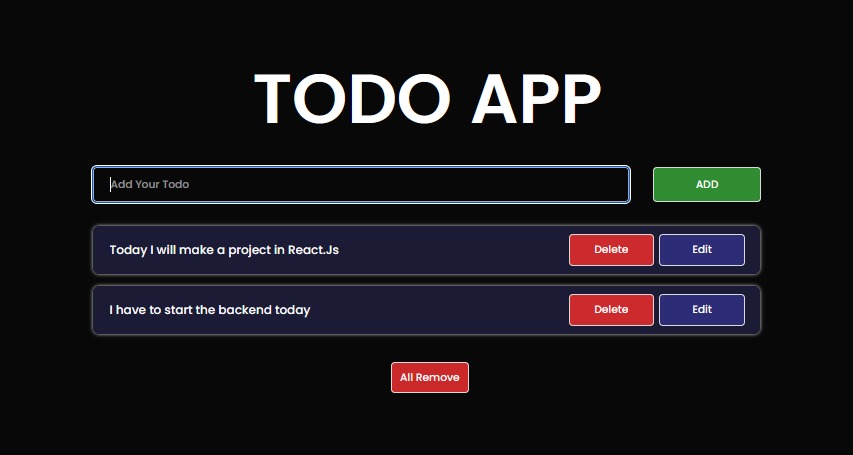 TODO APP
Add Your Todo
ADD
Today I will make a project in React.Js
Delete
Edit
I have to start the backend today
Delete
Edit
All Remove